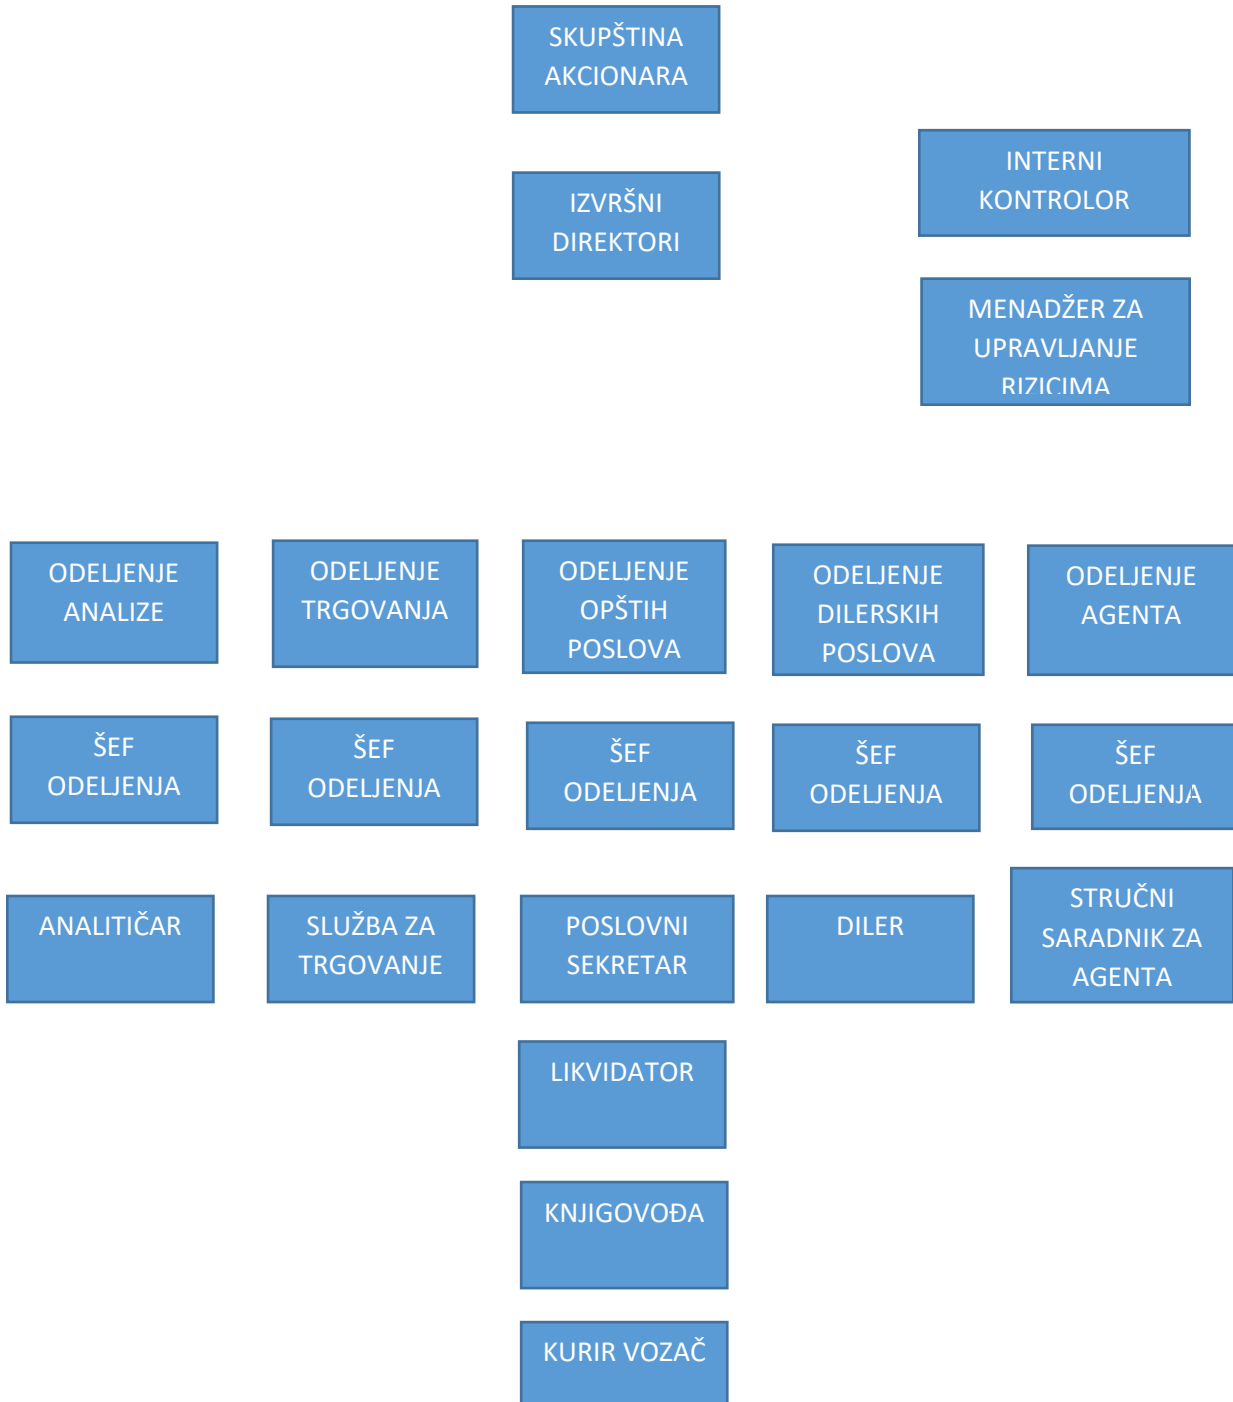 SKUPŠTINA
AKCIONARA
INTERNI
KONTROLOR
IZVRŠNI
DIREKTORI
MENADŽER ZA
UPRAVLJANJE
RIZICIMA
ODELJENJE
ANALIZE
ODELJENJE
TRGOVANJA
ODELJENJE
OPŠTIH
POSLOVA
ODELJENJE
DILERSKIH
POSLOVA
ODELJENJE
AGENTA
ŠEF
ODELJENJA
ŠEF
ODELJENJA
ŠEF
ODELJENJA
ŠEF
ODELJENJA
ŠEF
ODELJENJA
ANALITIČAR
SLUŽBA ZA
TRGOVANJE
POSLOVNI
SEKRETAR
DILER
STRUČNI
SARADNIK ZA
AGENTA
LIKVIDATOR
KNJIGOVOĐA
KURIR VOZAČ